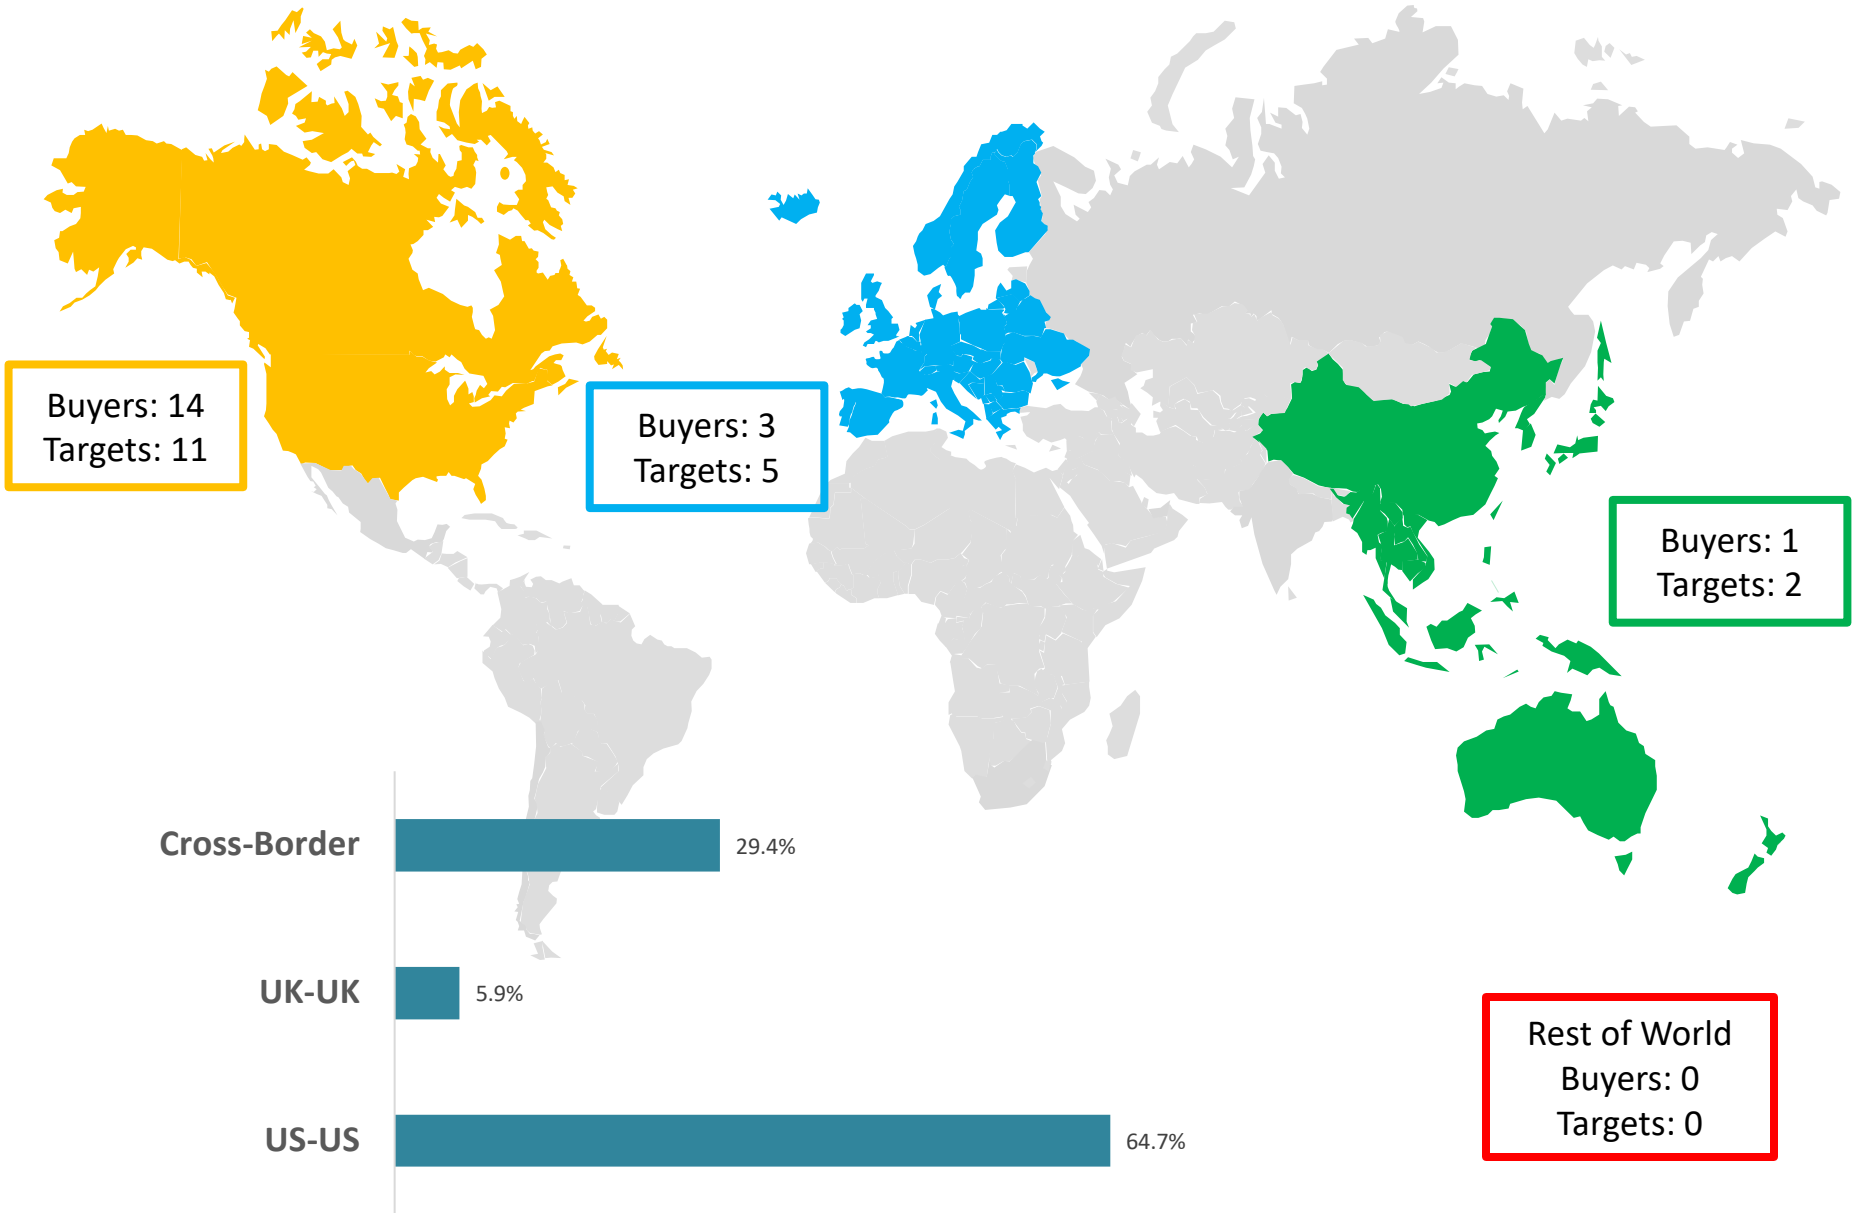 Buyers: 14
Targets: 11
Buyers: 3
Targets: 5
Buyers: 1
Targets: 2
Cross-Border
29.4%
UK-UK
5.9%
US-US
64.7%
Rest of World
Buyers: 0
Targets: 0